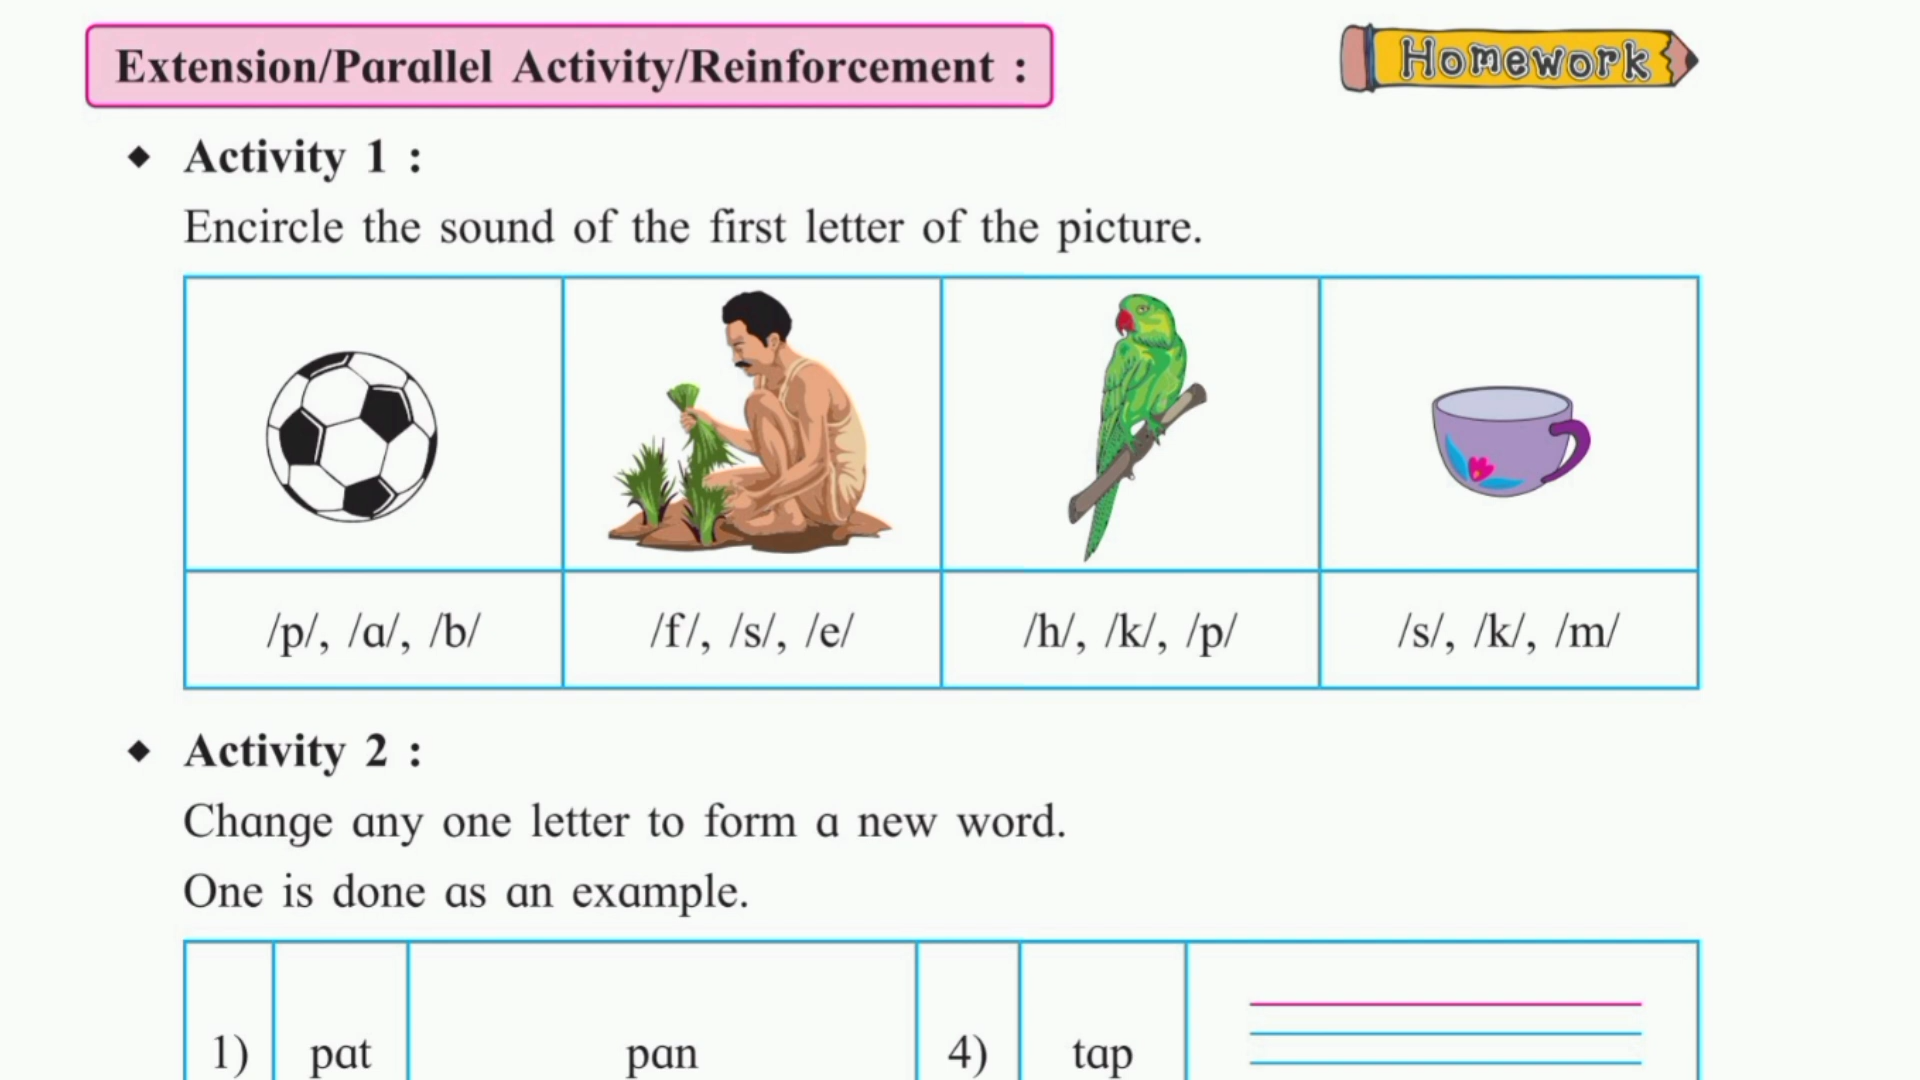 Extension/Parallel Activity/Reinforcement :
Homework
◆ Activity 1 :
Encircle the sound of the first letter of the picture.
/p/, /a/, /b/ /f/, /s/, /e/ /h/, /k/, /p/ /s/, /k/, /m/
◆ Activity 2 :
Change any one letter to form a new word.
One is done as an example.
1) pat pan 4) tap